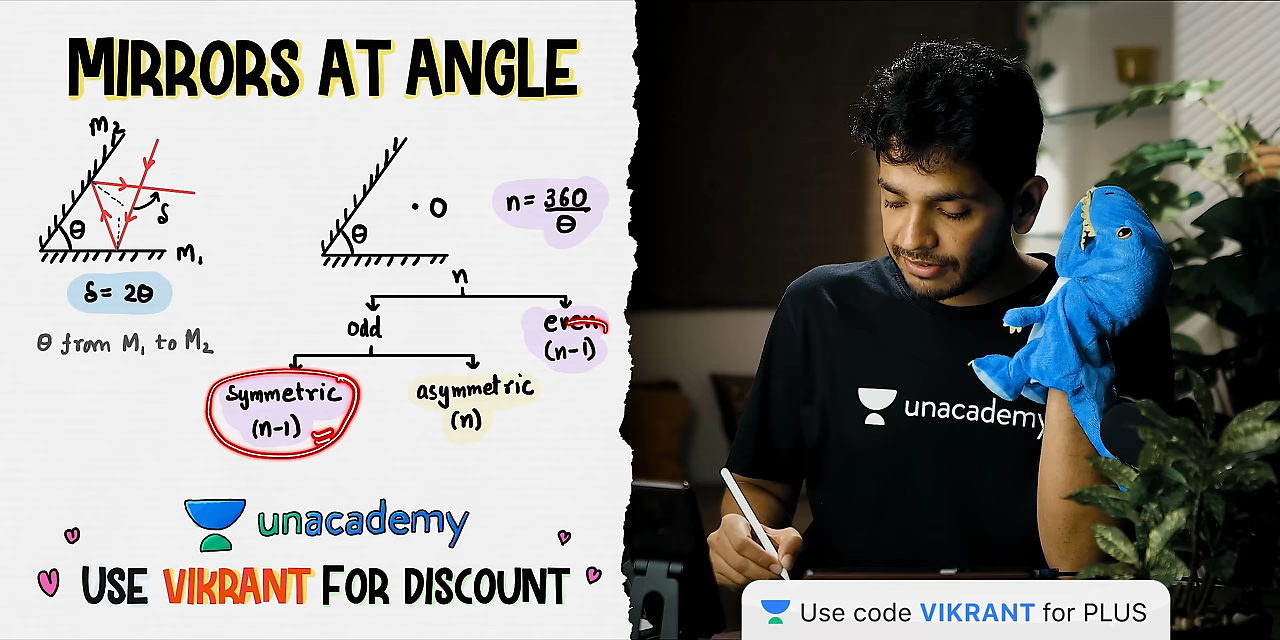 MIRRORS AT ANGLE
M2
θ
δ
M1
δ = 2θ
θ from M1 to M2
θ
· O
n = 360
θ
n
odd
even
(n-1)
Symmetric
(n-1)
asymmetric
(n)
unacademy
USE VIKRANT FOR DISCOUNT
unacademy
Use code VIKRANT for PLUS